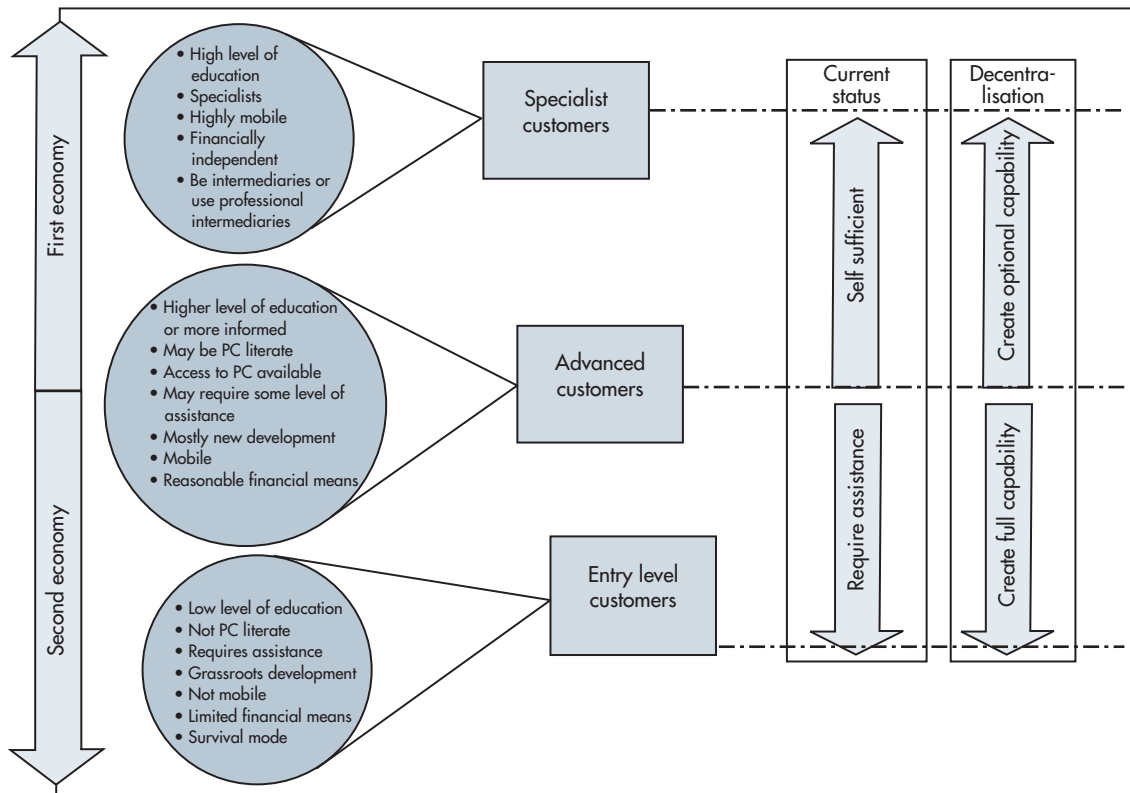 First economy
Second economy
• High level of
education
• Specialists
• Highly mobile
• Financially
independent
• Be intermediaries or
use professional
intermediaries
Specialist
customers
• Higher level of education
or more informed
• May be PC literate
• Access to PC available
• May require some level of
assistance
• Mostly new development
• Mobile
• Reasonable financial means
Advanced
customers
• Low level of education
• Not PC literate
• Requires assistance
• Grassroots development
• Not mobile
• Limited financial means
• Survival mode
Entry level
customers
Current
status
Self sufficient
Require assistance
Decentra-
lisation
Create optional capability
Create full capability